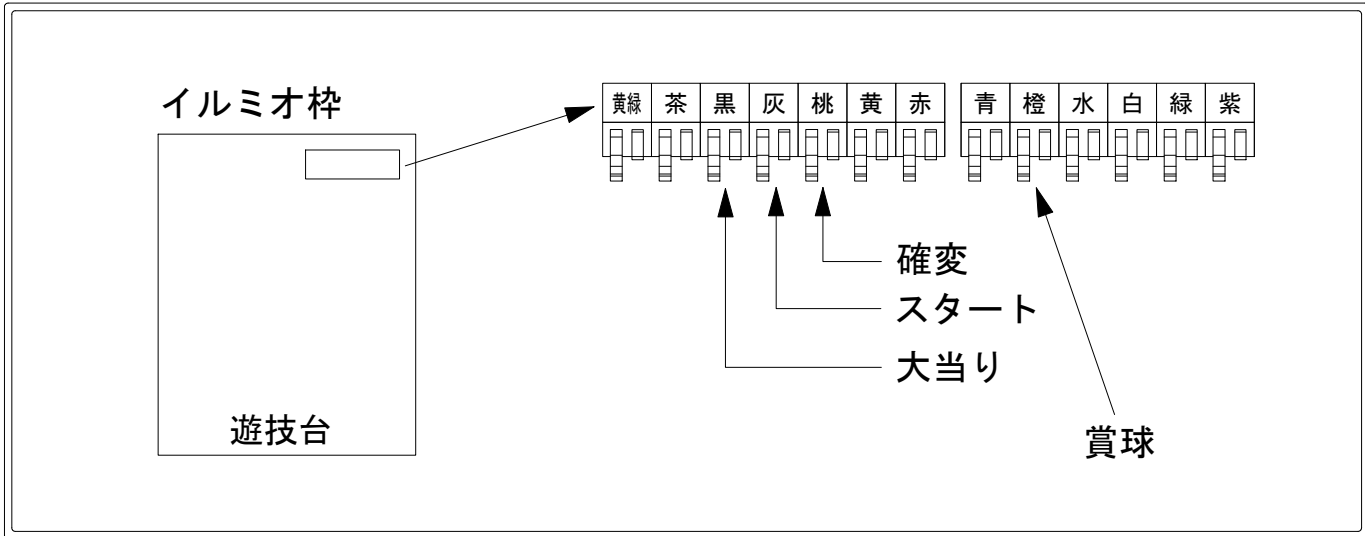 イルミオ枠
黄緑 茶 黒 灰 桃 黄 赤 青 橙 水 白 緑 紫
確変
スタート
大当り
遊技台
賞球